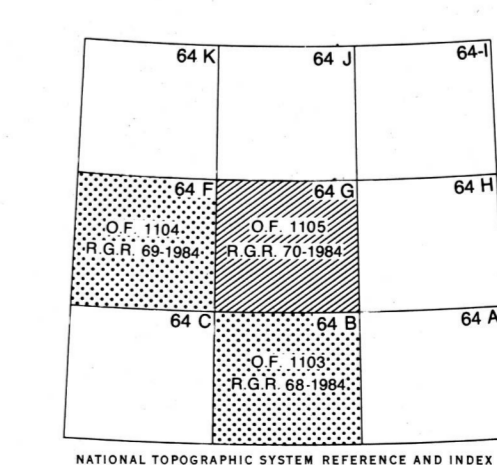 64 K 64 J 64-I
64 F 64 G 64 H
O.F. 1104 O.F. 1105
R.G.R. 69-1984 R.G.R. 70-1984
64 C 64 B 64 A
O.F. 1103
R.G.R. 68-1984
NATIONAL TOPOGRAPHIC SYSTEM REFERENCE AND INDEX